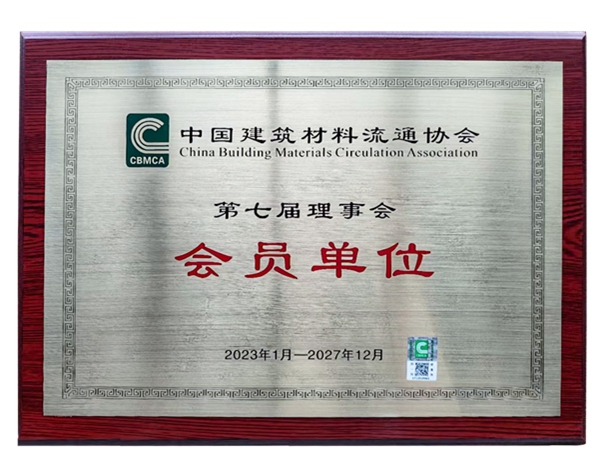 中国建筑材料流通协会
China Building Materials Circulation Association
CBMCA
第七届理事会
会员单位
2023年1月—2027年12月